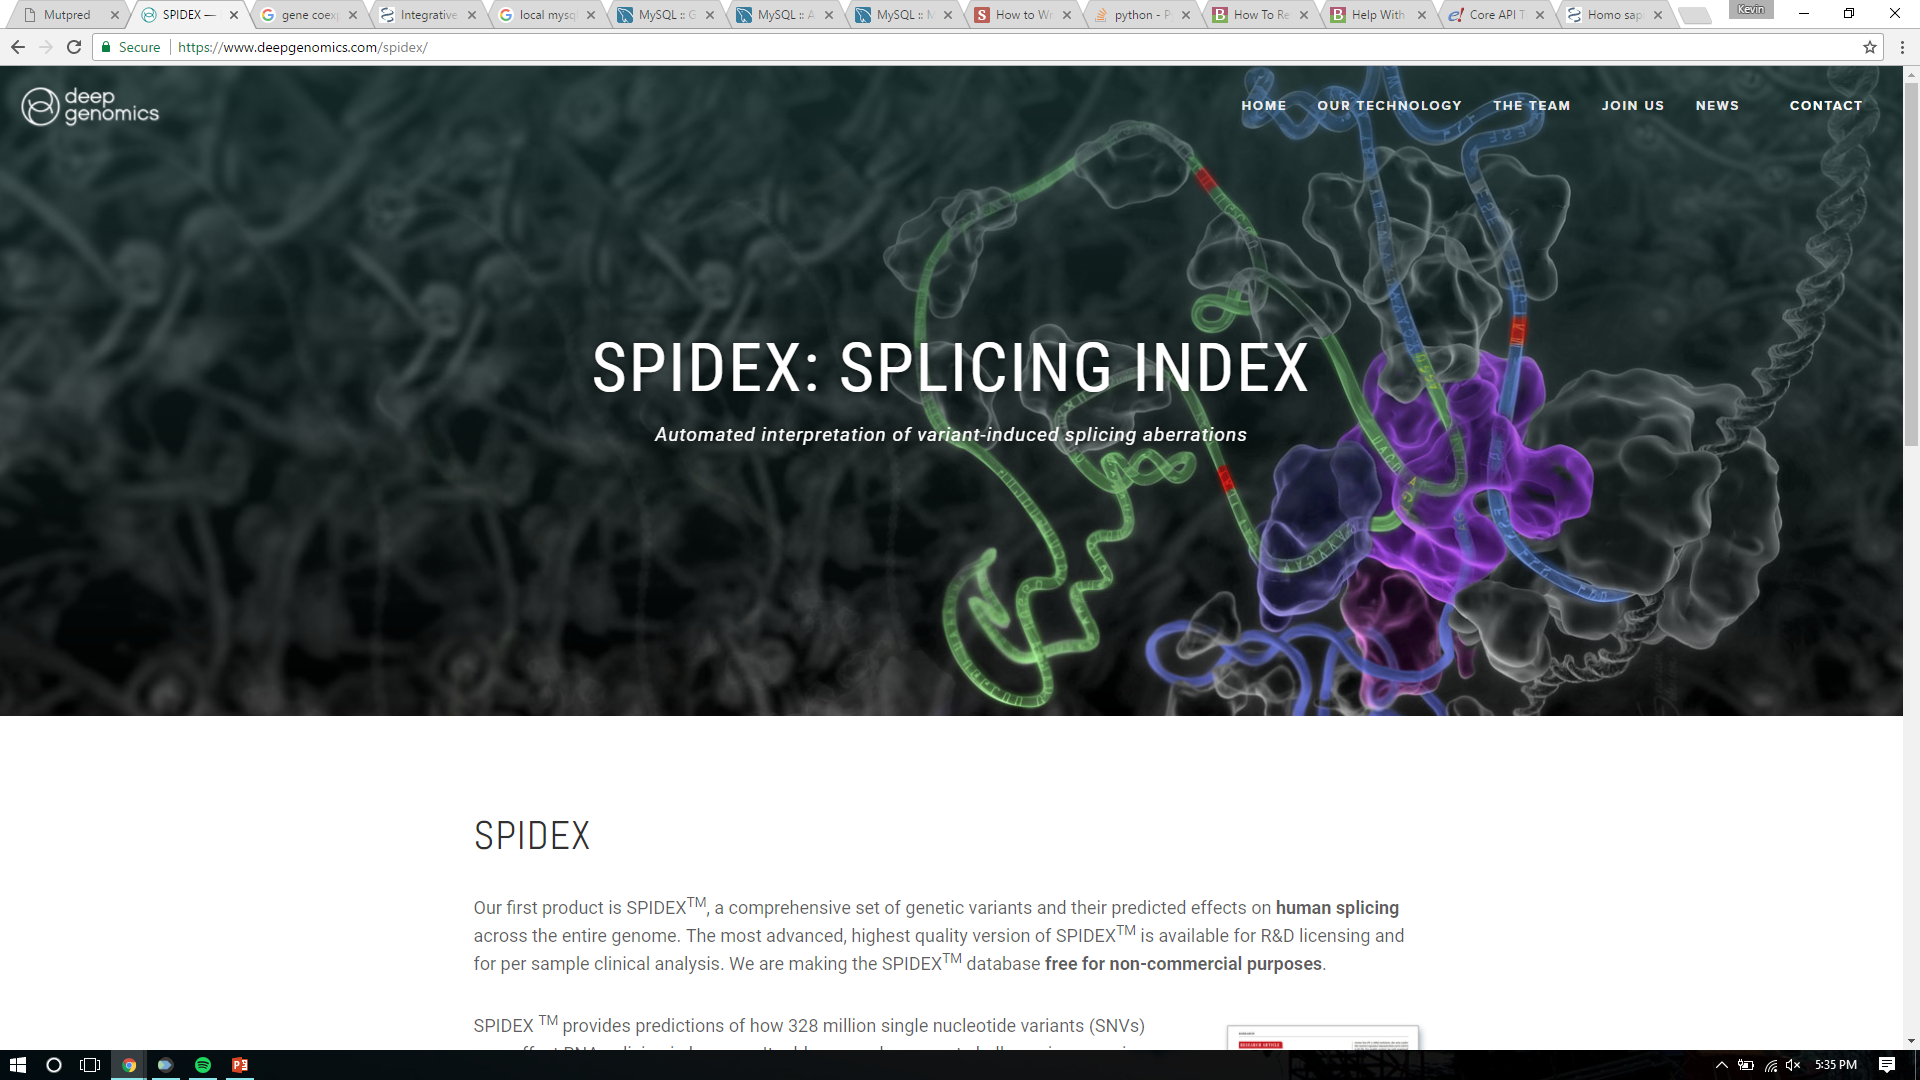 Mutpred
SPIDEX —
gene coex
Integrative
local mysq
MySQL :: G
MySQL :: A
MySQL :: M
How to W
python - P
How To Re
Help With
Core API T
Homo sap
Kevin
Secure
https://www.deepgenomics.com/spidex/
deep
genomics
HOME OUR TECHNOLOGY THE TEAM JOIN US NEWS CONTACT
SPIDEX: SPLICING INDEX
Automated interpretation of variant-induced splicing aberrations
SPIDEX
Our first product is SPIDEXTM, a comprehensive set of genetic variants and their predicted effects on human splicing
across the entire genome. The most advanced, highest quality version of SPIDEXTM is available for R&D licensing and
for per sample clinical analysis. We are making the SPIDEXTM database free for non-commercial purposes.
SPIDEX TM provides predictions of how 328 million single nucleotide variants (SNVs)
RESEARCH ARTICLE
5:35 PM